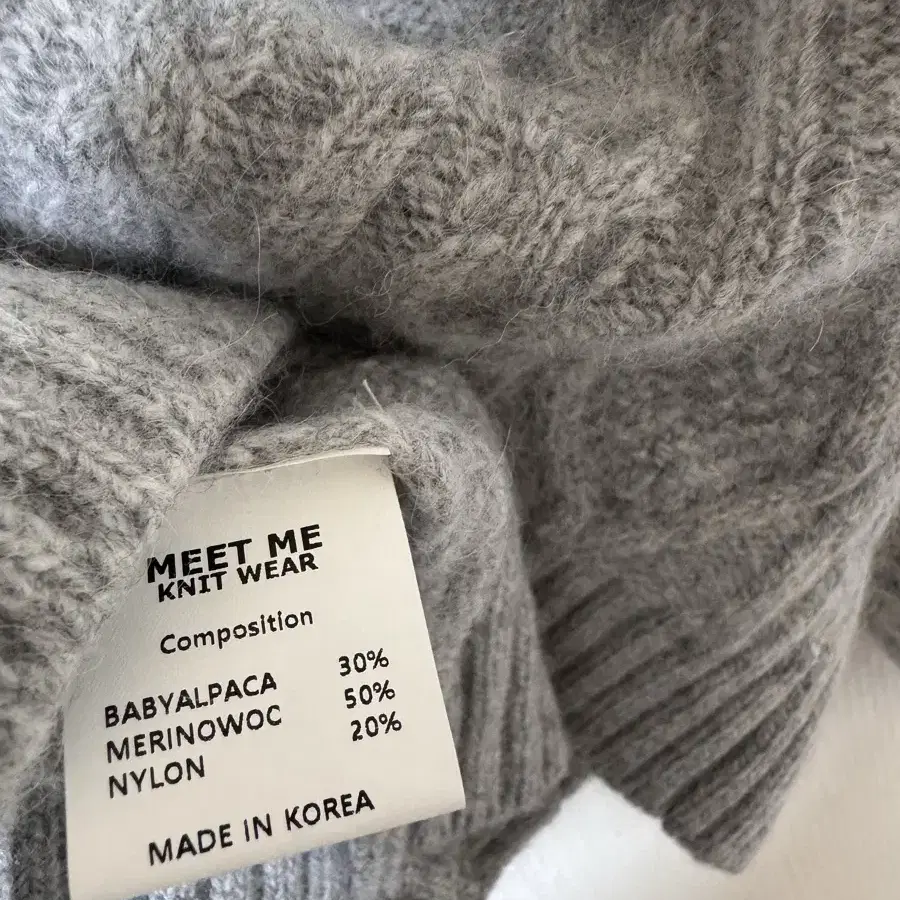 MEET ME
KNIT WEAR
Composition
BABYALPACA 30%
MERINOWOC 50%
NYLON 20%
MADE IN KOREA